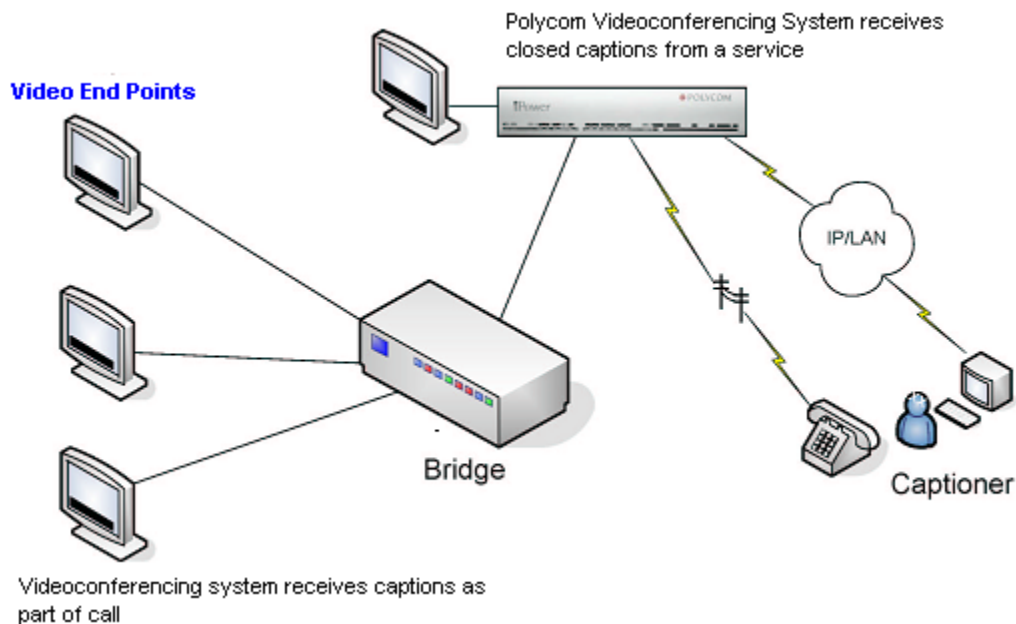 Polycom Videoconferencing System receives
closed captions from a service
Video End Points
iPower
POLYCOM
IP/LAN
Bridge
Captioner
Videoconferencing system receives captions as
part of call